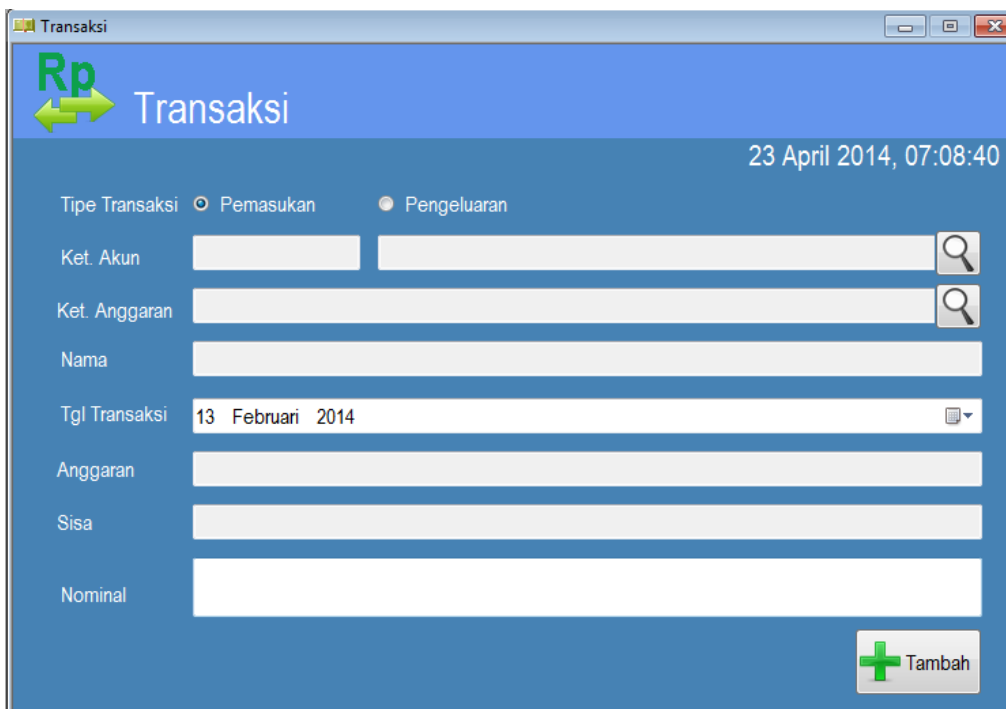 Transaksi
Rp
Transaksi
23 April 2014, 07:08:40
Tipe Transaksi Pemasukan Pengeluaran
Ket. Akun
Ket. Anggaran
Nama
Tgl Transaksi 13 Februari 2014
Anggaran
Sisa
Nominal
Tambah